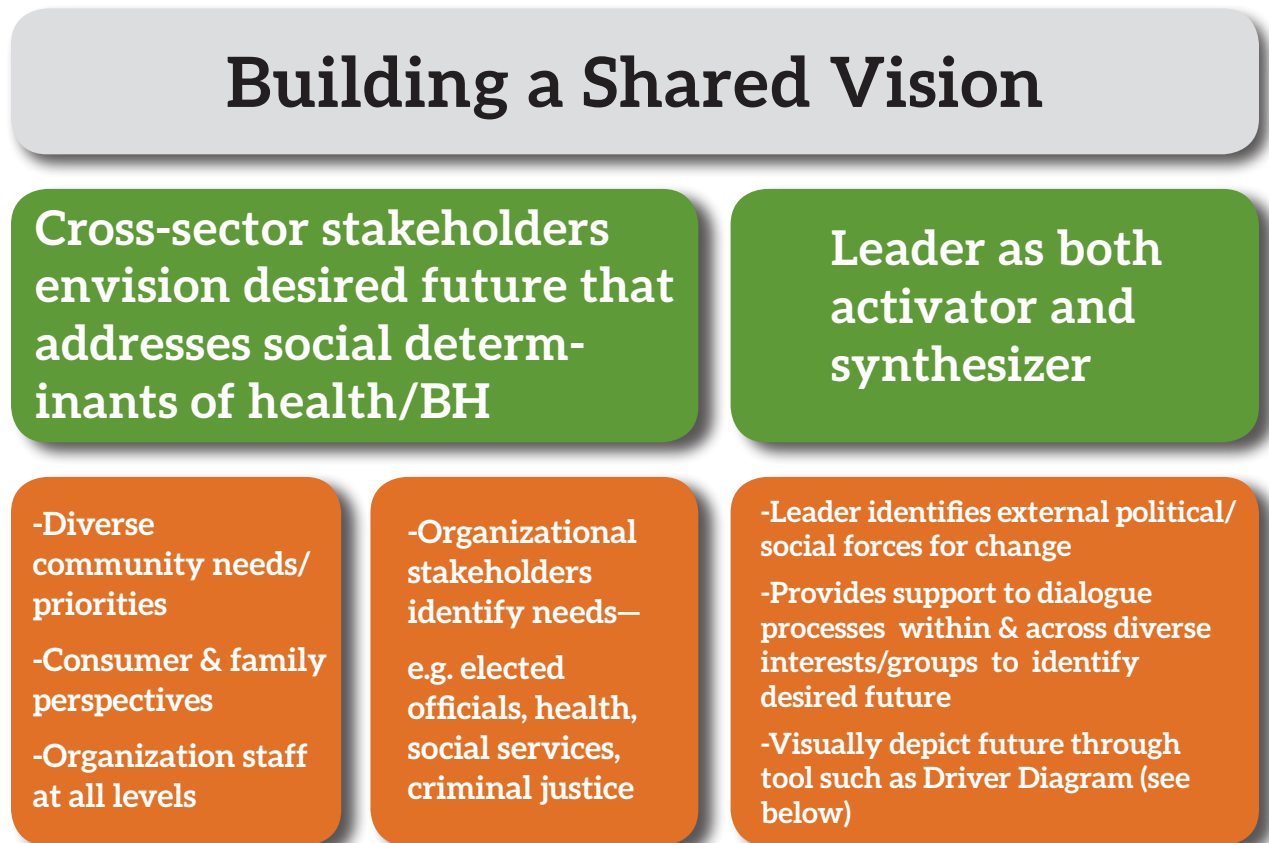 Building a Shared Vision
Cross-sector stakeholders
envision desired future that
addresses social determ-
inants of health/BH
Leader as both
activator and
synthesizer
-Diverse
community needs/
priorities
-Consumer & family
perspectives
-Organization staff
at all levels
-Organizational
stakeholders
identify needs—
e.g. elected
officials, health,
social services,
criminal justice
-Leader identifies external political/
social forces for change
-Provides support to dialogue
processes within & across diverse
interests/groups to identify
desired future
-Visually depict future through
tool such as Driver Diagram (see
below)